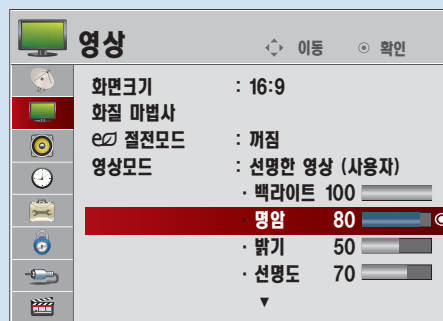 영상 이동 확인
화면크기 : 16:9
화질 마법사
e 절전모드 : 꺼짐
영상모드 : 선명한 영상 (사용자)
· 백라이트 100
· 명암 80
· 밝기 50
· 선명도 70
▼